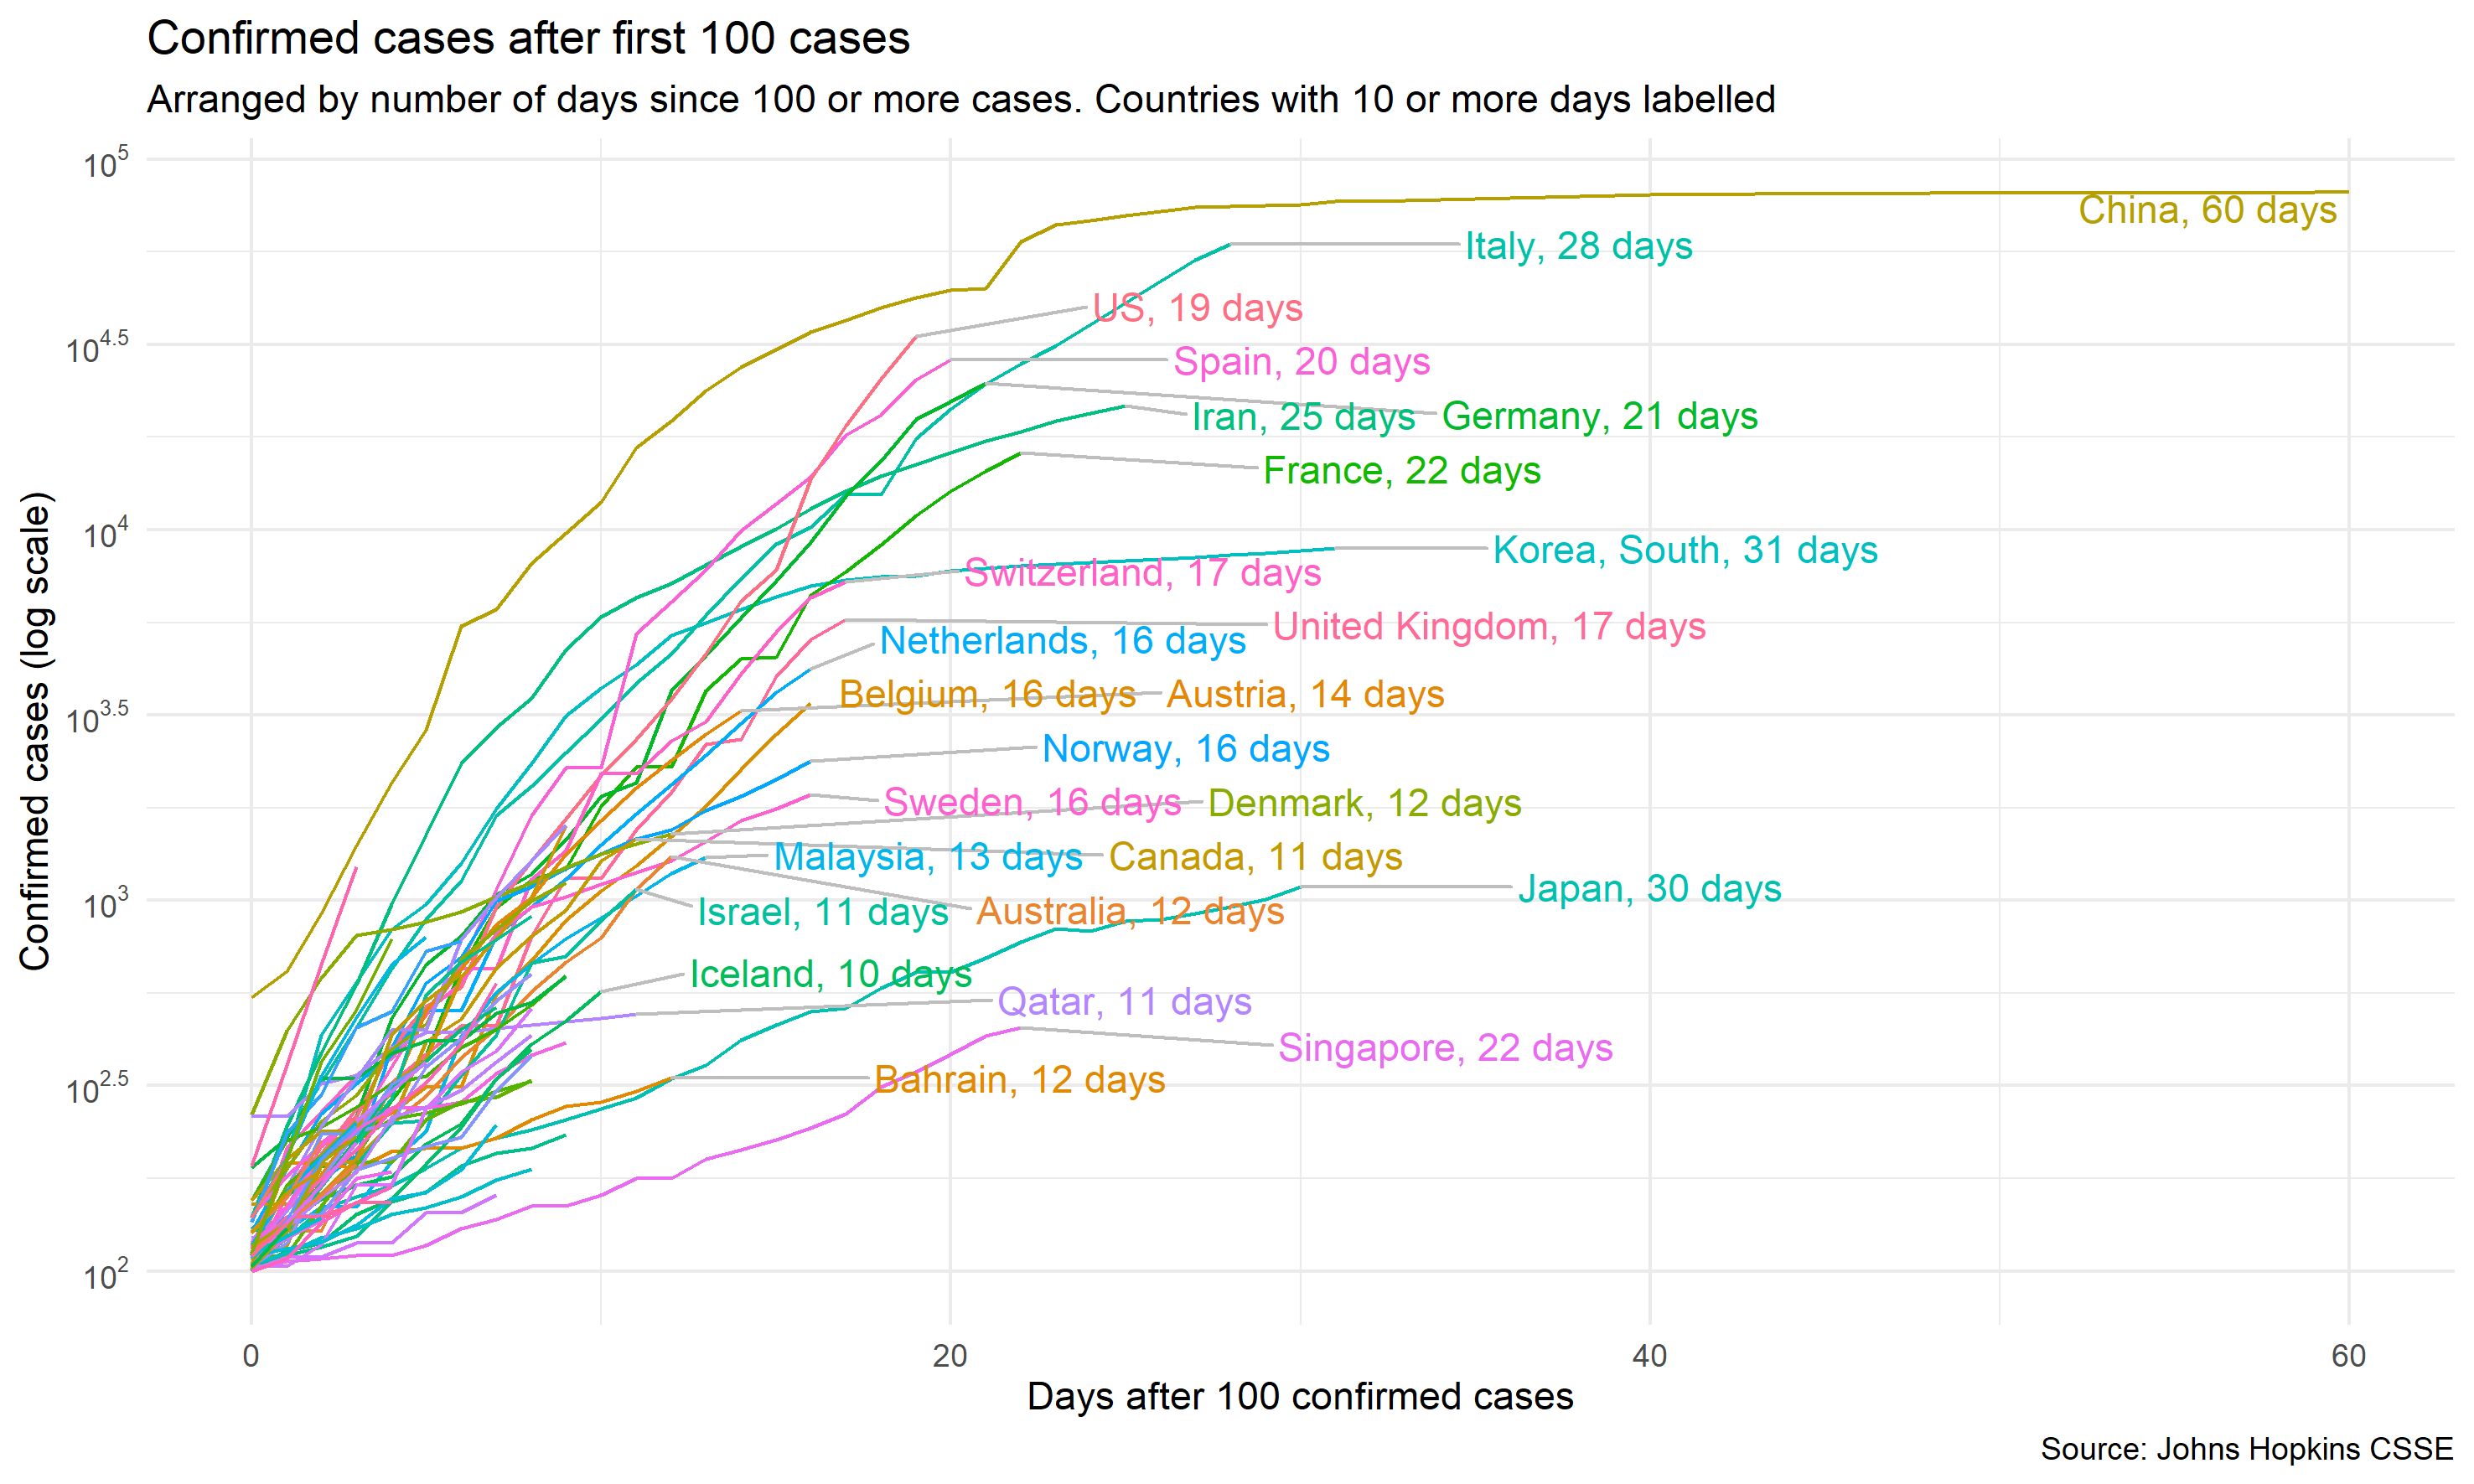 Confirmed cases after first 100 cases
Arranged by number of days since 100 or more cases. Countries with 10 or more days labelled
10^5
10^4.5
10^4
10^3.5
10^3
10^2.5
10^2
Confirmed cases (log scale)
China, 60 days
Italy, 28 days
US, 19 days
Spain, 20 days
Iran, 25 days
Germany, 21 days
France, 22 days
Korea, South, 31 days
Switzerland, 17 days
United Kingdom, 17 days
Netherlands, 16 days
Belgium, 16 days
Austria, 14 days
Norway, 16 days
Sweden, 16 days
Denmark, 12 days
Malaysia, 13 days
Canada, 11 days
Japan, 30 days
Israel, 11 days
Australia, 12 days
Iceland, 10 days
Qatar, 11 days
Singapore, 22 days
Bahrain, 12 days
0
20
40
60
Days after 100 confirmed cases
Source: Johns Hopkins CSSE